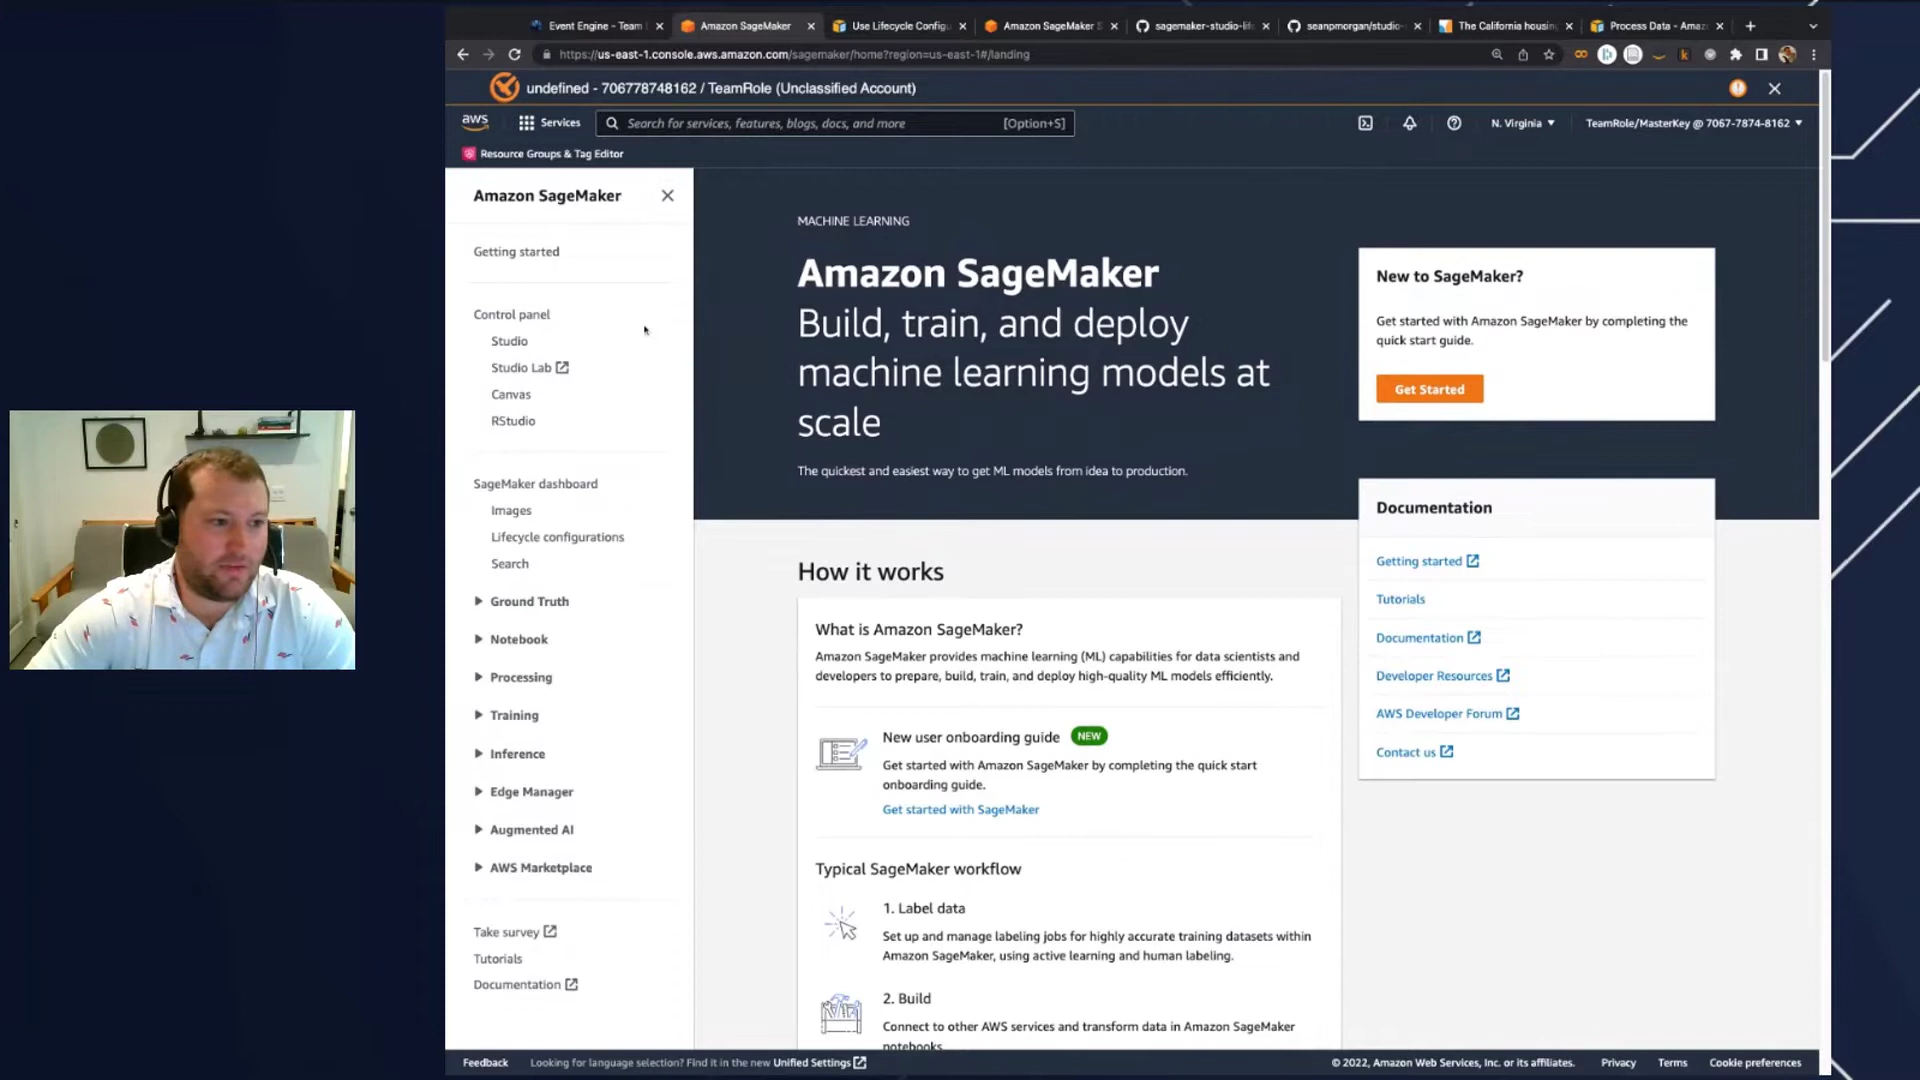 Event Engine - Team
Amazon SageMaker
Use Lifecycle Config
Amazon SageMaker S
sagemaker-studio-life
seanpmorgan/studio-
The California housin
Process Data - Amaz
https://us-east-1.console.aws.amazon.com/sagemaker/home?region=us-east-1#/landing
undefined - 706778748162 / TeamRole (Unclassified Account)
aws
Services
Search for services, features, blogs, docs, and more
[Option+S]
N. Virginia
TeamRole/MasterKey @ 7067-7874-8162
Resource Groups & Tag Editor
Amazon SageMaker
Getting started
Control panel
Studio
Studio Lab
Canvas
RStudio
SageMaker dashboard
Images
Lifecycle configurations
Search
Ground Truth
Notebook
Processing
Training
Inference
Edge Manager
Augmented AI
AWS Marketplace
Take survey
Tutorials
Documentation
MACHINE LEARNING
Amazon SageMaker
Build, train, and deploy
machine learning models at
scale
The quickest and easiest way to get ML models from idea to production.
New to SageMaker?
Get started with Amazon SageMaker by completing the
quick start guide.
Get Started
Documentation
Getting started
Tutorials
Documentation
Developer Resources
AWS Developer Forum
Contact us
How it works
What is Amazon SageMaker?
Amazon SageMaker provides machine learning (ML) capabilities for data scientists and
developers to prepare, build, train, and deploy high-quality ML models efficiently.
New user onboarding guide NEW
Get started with Amazon SageMaker by completing the quick start
onboarding guide.
Get started with SageMaker
Typical SageMaker workflow
1. Label data
Set up and manage labeling jobs for highly accurate training datasets within
Amazon SageMaker, using active learning and human labeling.
2. Build
Connect to other AWS services and transform data in Amazon SageMaker
notebooks.
Feedback
Looking for language selection? Find it in the new Unified Settings
© 2022, Amazon Web Services, Inc. or its affiliates.
Privacy
Terms
Cookie preferences